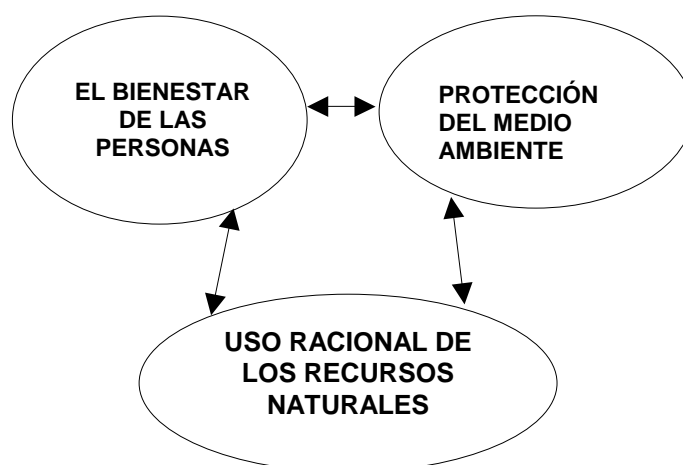 EL BIENESTAR
DE LAS
PERSONAS
PROTECCIÓN
DEL MEDIO
AMBIENTE
USO RACIONAL DE
LOS RECURSOS
NATURALES